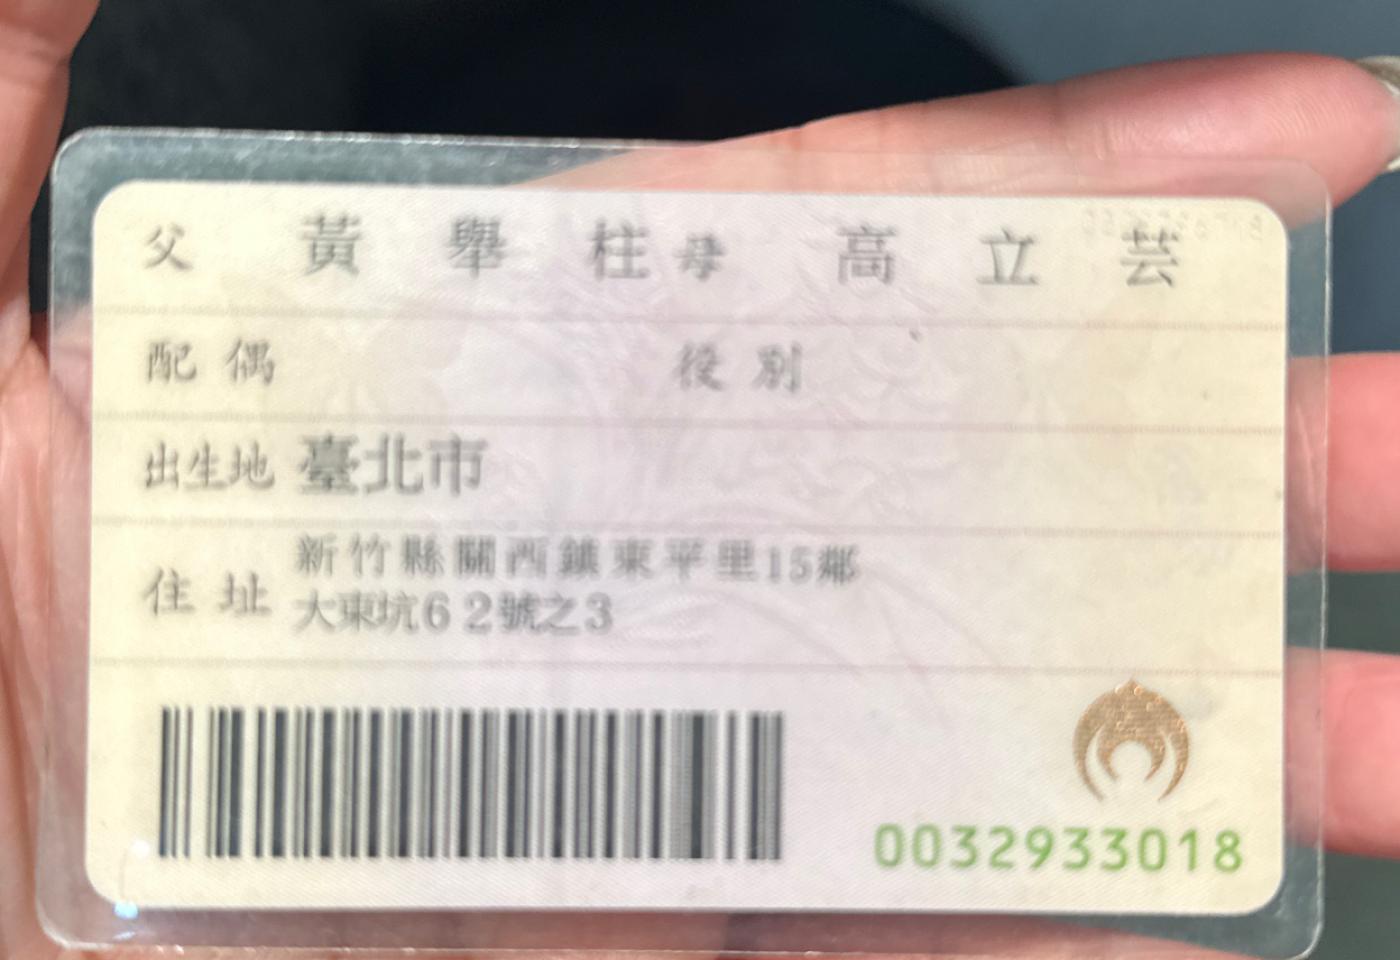 父 黃舉柱 母 高立芸
配偶 役別
出生地 臺北市
住址 新竹縣關西鎮東平里15鄰
大東坑62號之3
0032933018